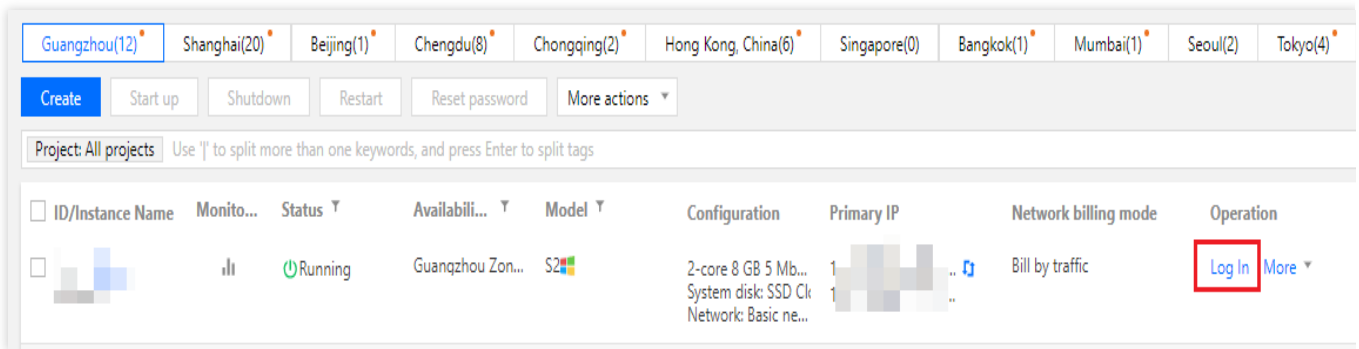 Guangzhou(12) Shanghai(20) Beijing(1) Chengdu(8) Chongqing(2) Hong Kong, China(6) Singapore(0) Bangkok(1) Mumbai(1) Seoul(2) Tokyo(4)
Create Start up Shutdown Restart Reset password More actions
Project: All projects Use '|' to split more than one keywords, and press Enter to split tags
ID/Instance Name Monito... Status Availabili... Model Configuration Primary IP Network billing mode Operation
Running Guangzhou Zon... S2 2-core 8 GB 5 Mb... 1 .. Bill by traffic Log In More
System disk: SSD Clo 1 ..
Network: Basic ne...